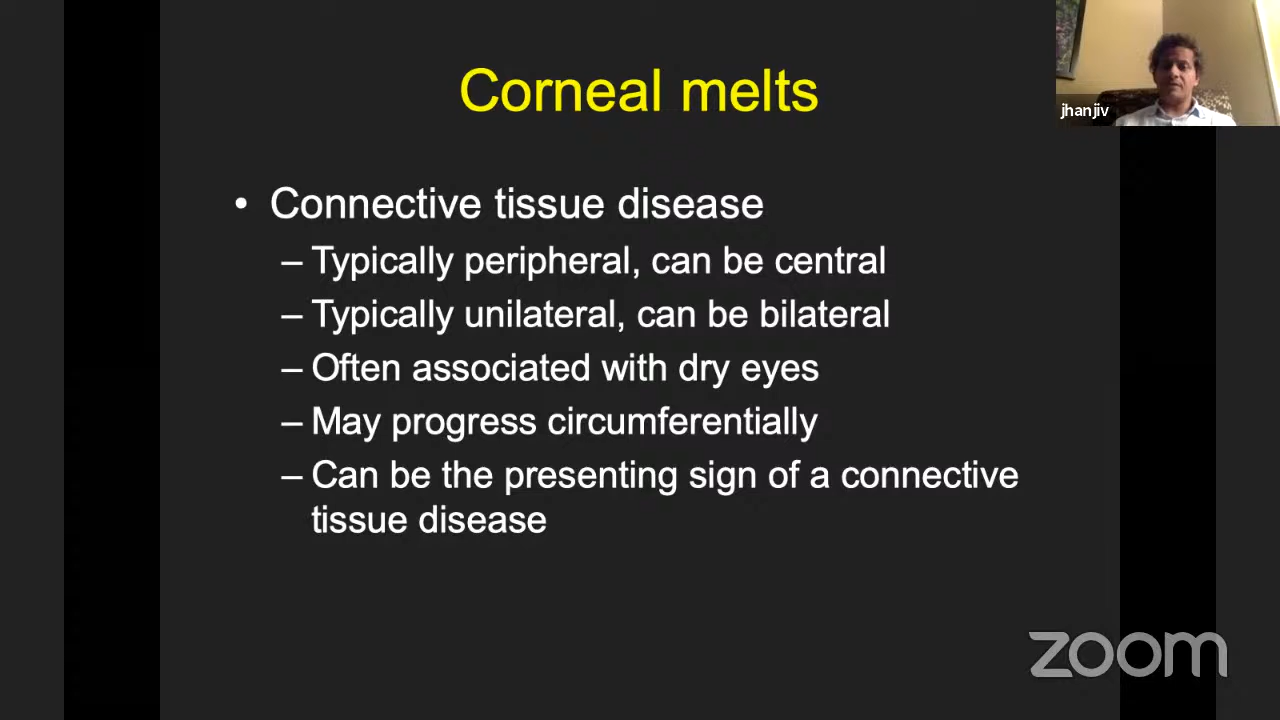 Corneal melts
jhanjiv
• Connective tissue disease
– Typically peripheral, can be central
– Typically unilateral, can be bilateral
– Often associated with dry eyes
– May progress circumferentially
– Can be the presenting sign of a connective
tissue disease
zoom